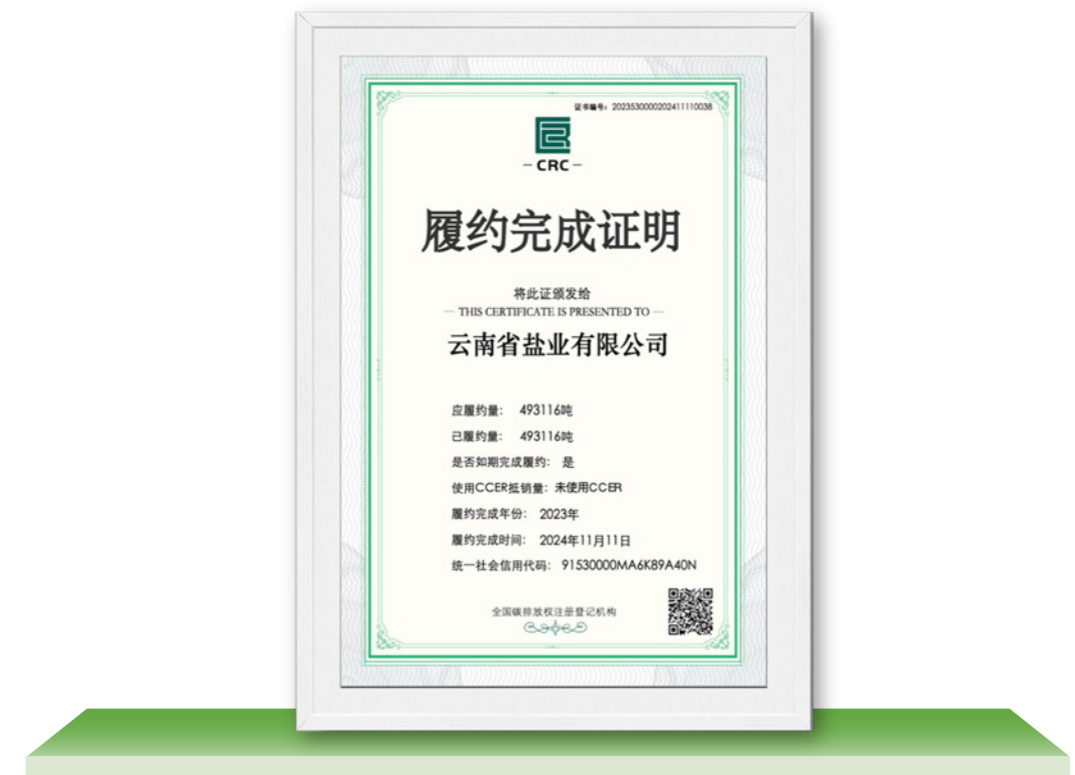 证书编号：2023530000202411110038
CRC
履约完成证明
将此证颁发给
THIS CERTIFICATE IS PRESENTED TO
云南省盐业有限公司
应履约量： 493116吨
已履约量： 493116吨
是否如期完成履约： 是
使用CCER抵销量：未使用CCER
履约完成年份： 2023年
履约完成时间： 2024年11月11日
统一社会信用代码： 91530000MA6K89A40N
全国碳排放权注册登记机构